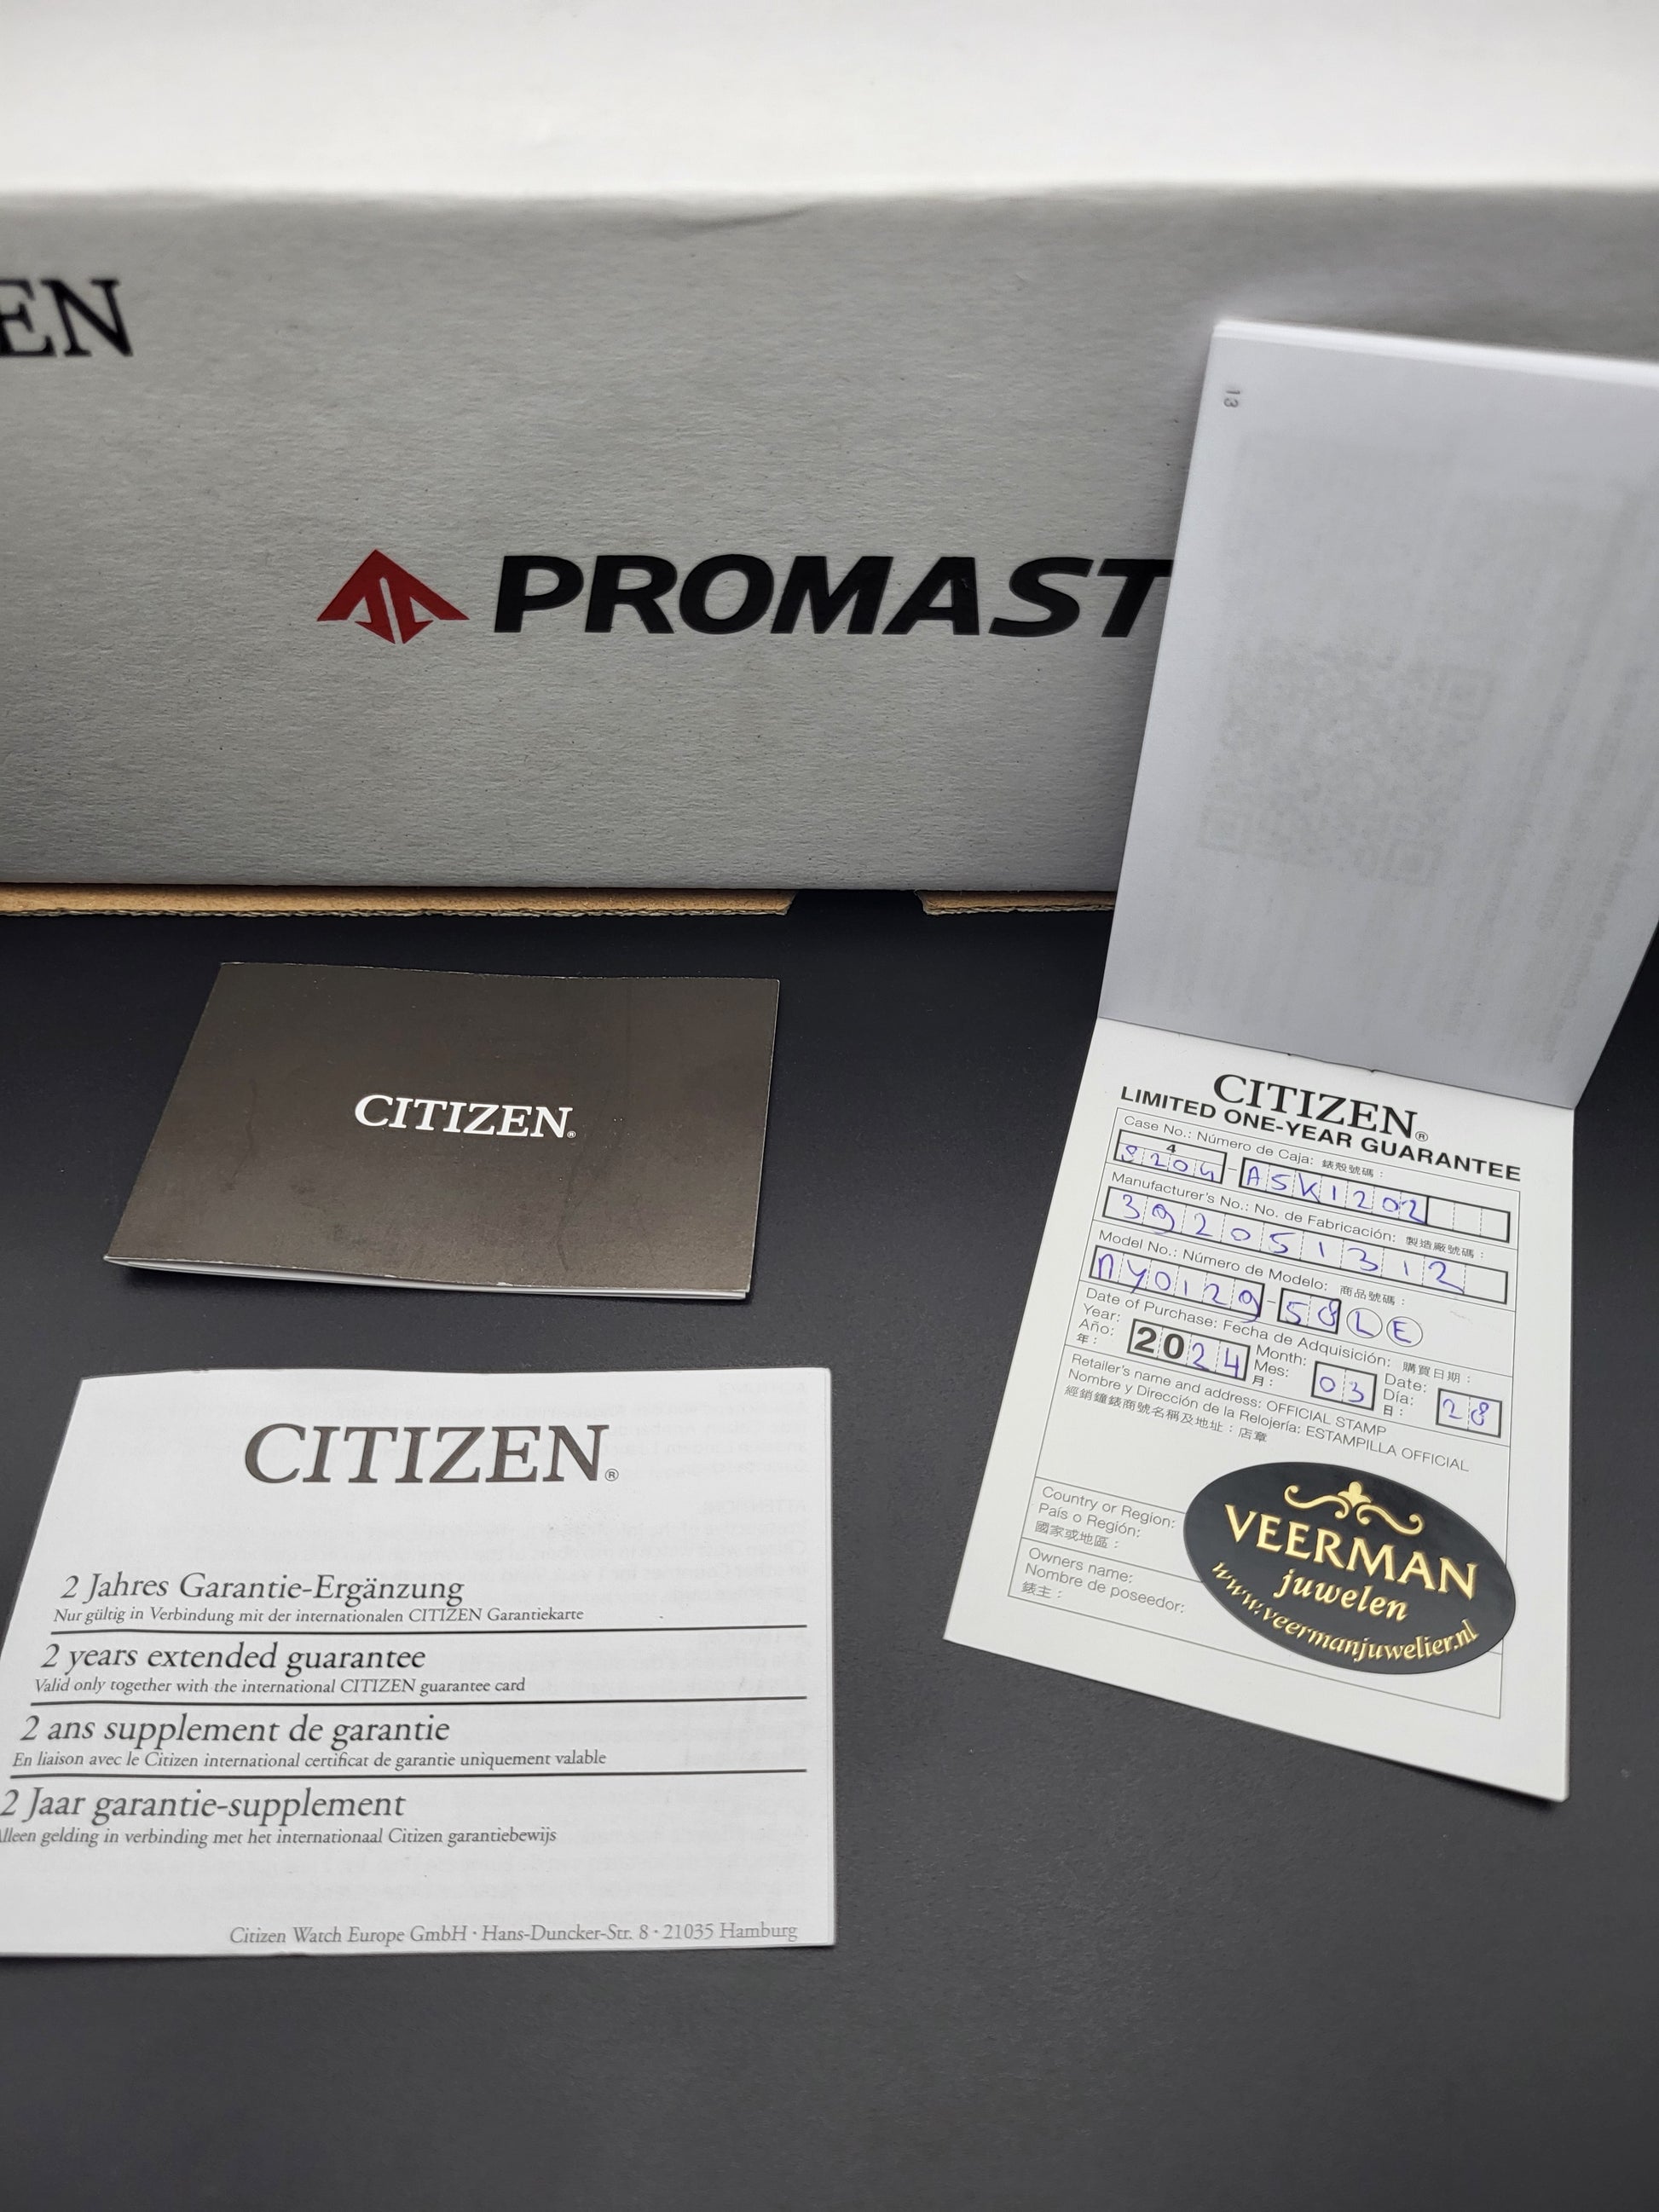 EN
PROMAST
13
CITIZEN®
CITIZEN®
LIMITED ONE-YEAR GUARANTEE
Case No.: Número de Caja: 錶殼號碼:
4
8204-ASK1202
Manufacturer's No.: No. de Fabricación: 製造廠號碼:
392051312
Model No.: Número de Modelo: 商品號碼:
NY0129-58 L E
Date of Purchase: Fecha de Adquisición: 購買日期:
Year: Año: 年: 2024 Month: Mes: 月: 03 Date: Día: 日: 28
Retailer's name and address: OFFICIAL STAMP
Nombre y Dirección de la Relojería: ESTAMPILLA OFFICIAL
經銷鐘錶商號名稱及地址:店章
Country or Region:
País o Región:
國家或地區:
Owners name:
Nombre de poseedor:
錶主:
VEERMAN
juwelen
www.veermanjuwelier.nl
CITIZEN®
2 Jahres Garantie-Ergänzung
Nur gültig in Verbindung mit der internationalen CITIZEN Garantiekarte
2 years extended guarantee
Valid only together with the international CITIZEN guarantee card
2 ans supplement de garantie
En liaison avec le Citizen international certificat de garantie uniquement valable
2 Jaar garantie-supplement
lleen gelding in verbinding met het internationaal Citizen garantiebewijs
Citizen Watch Europe GmbH · Hans-Duncker-Str. 8 · 21035 Hamburg